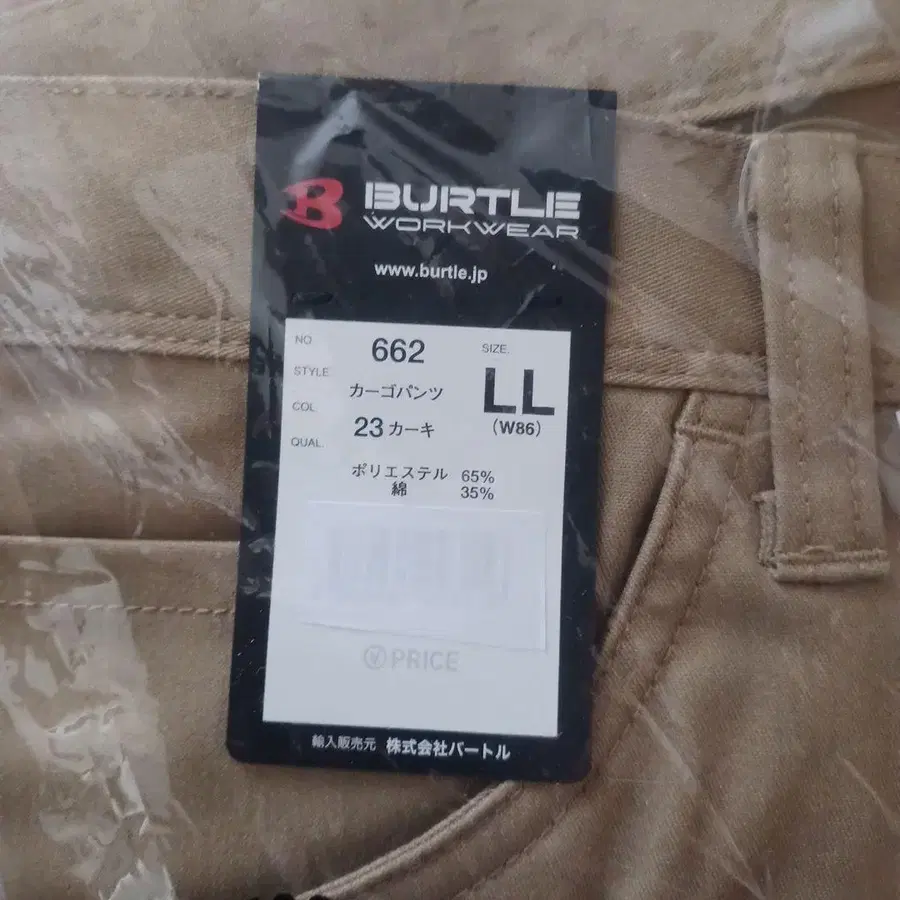 BURTLE
WORKWEAR
www.burtle.jp
NO. 662
SIZE.
STYLE. カーゴパンツ
LL
COL. 23 カーキ
(W86)
QUAL.
ポリエステル 65%
綿 35%
Ⓥ PRICE
輸入販売元 株式会社バートル